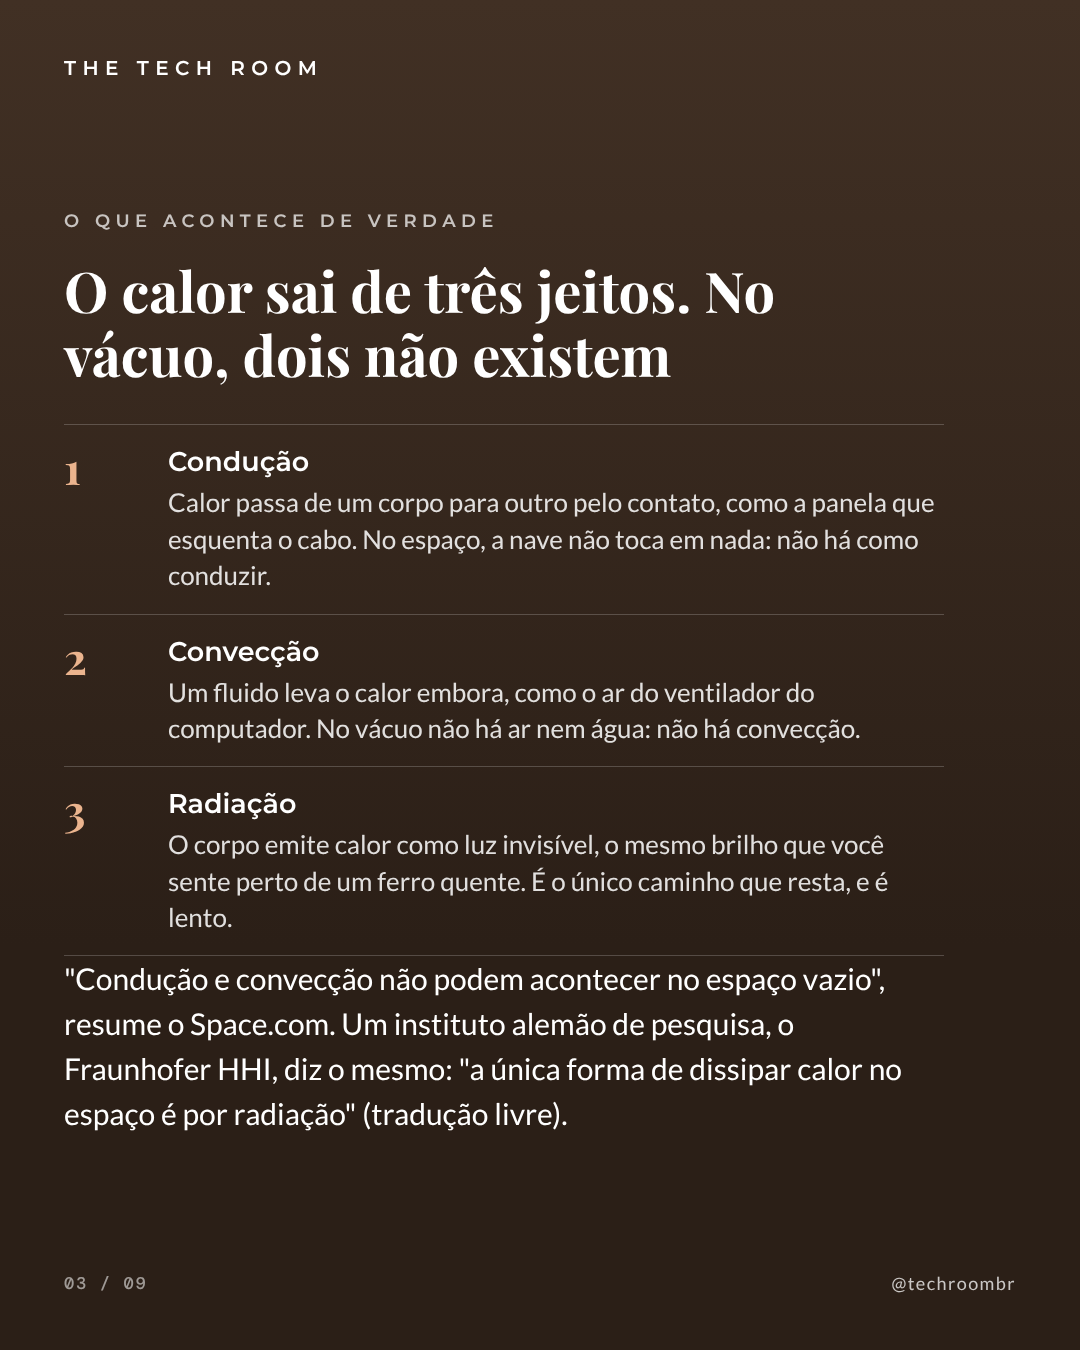 THE TECH ROOM
O QUE ACONTECE DE VERDADE
O calor sai de três jeitos. No
vácuo, dois não existem
1
Condução
Calor passa de um corpo para outro pelo contato, como a panela que
esquenta o cabo. No espaço, a nave não toca em nada: não há como
conduzir.
2
Convecção
Um fluido leva o calor embora, como o ar do ventilador do
computador. No vácuo não há ar nem água: não há convecção.
3
Radiação
O corpo emite calor como luz invisível, o mesmo brilho que você
sente perto de um ferro quente. É o único caminho que resta, e é
lento.
"Condução e convecção não podem acontecer no espaço vazio",
resume o Space.com. Um instituto alemão de pesquisa, o
Fraunhofer HHI, diz o mesmo: "a única forma de dissipar calor no
espaço é por radiação" (tradução livre).
03 / 09
@techroombr